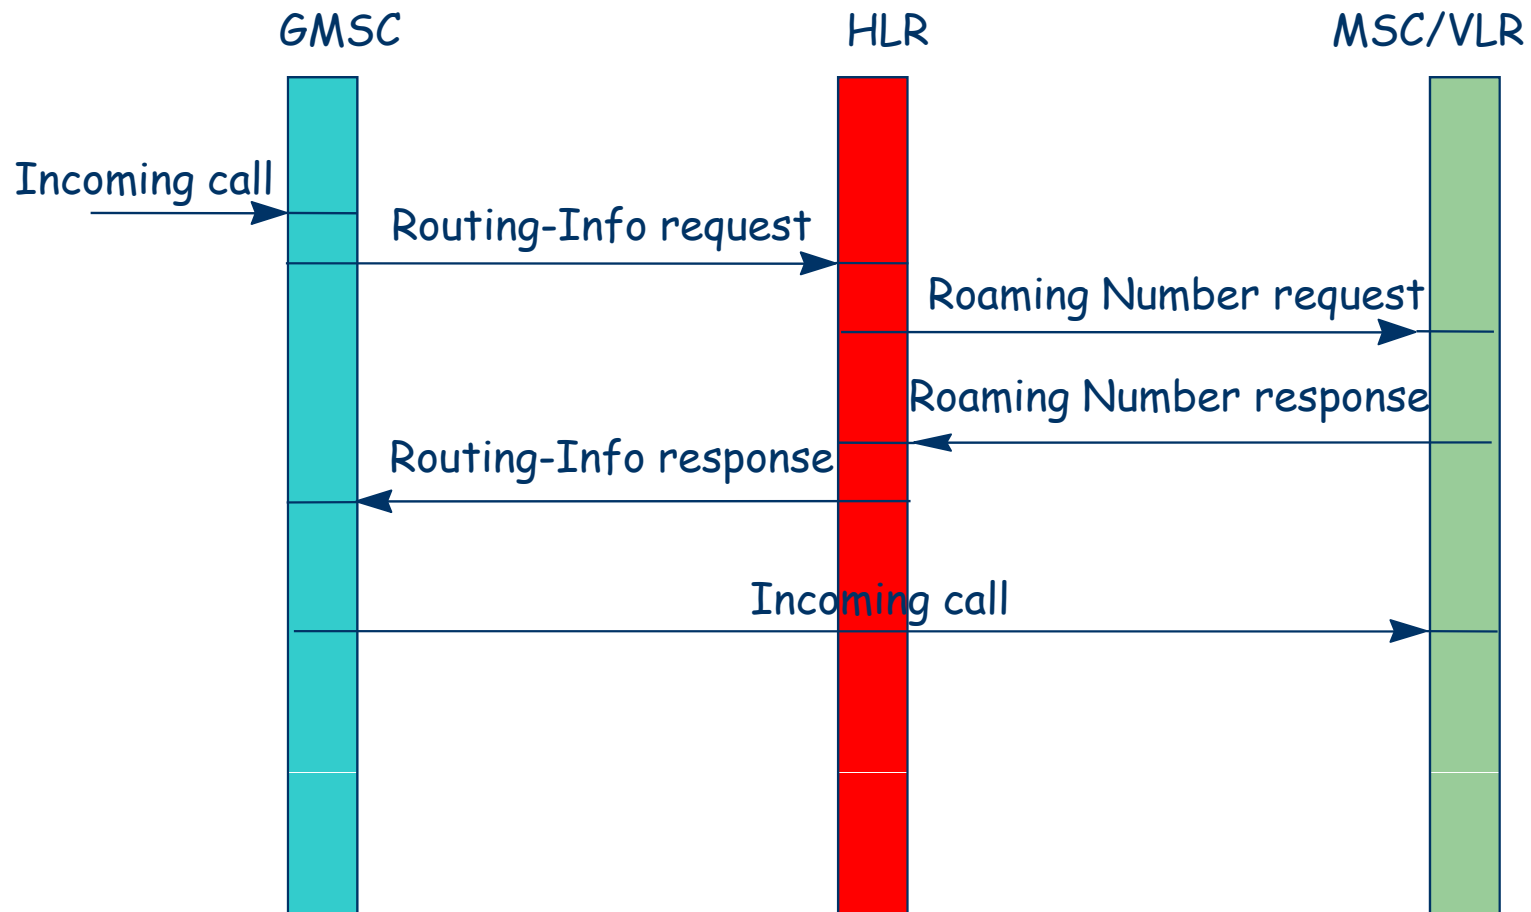 GMSC
HLR
MSC/VLR
Incoming call
Routing-Info request
Roaming Number request
Roaming Number response
Routing-Info response
Incoming call